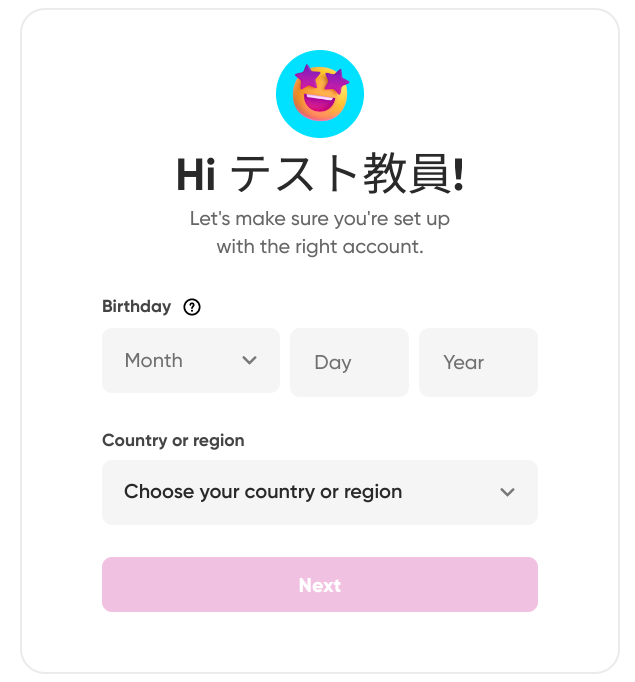 Hi テスト教員!
Let's make sure you're set up
with the right account.
Birthday ?
Month Day Year
Country or region
Choose your country or region
Next